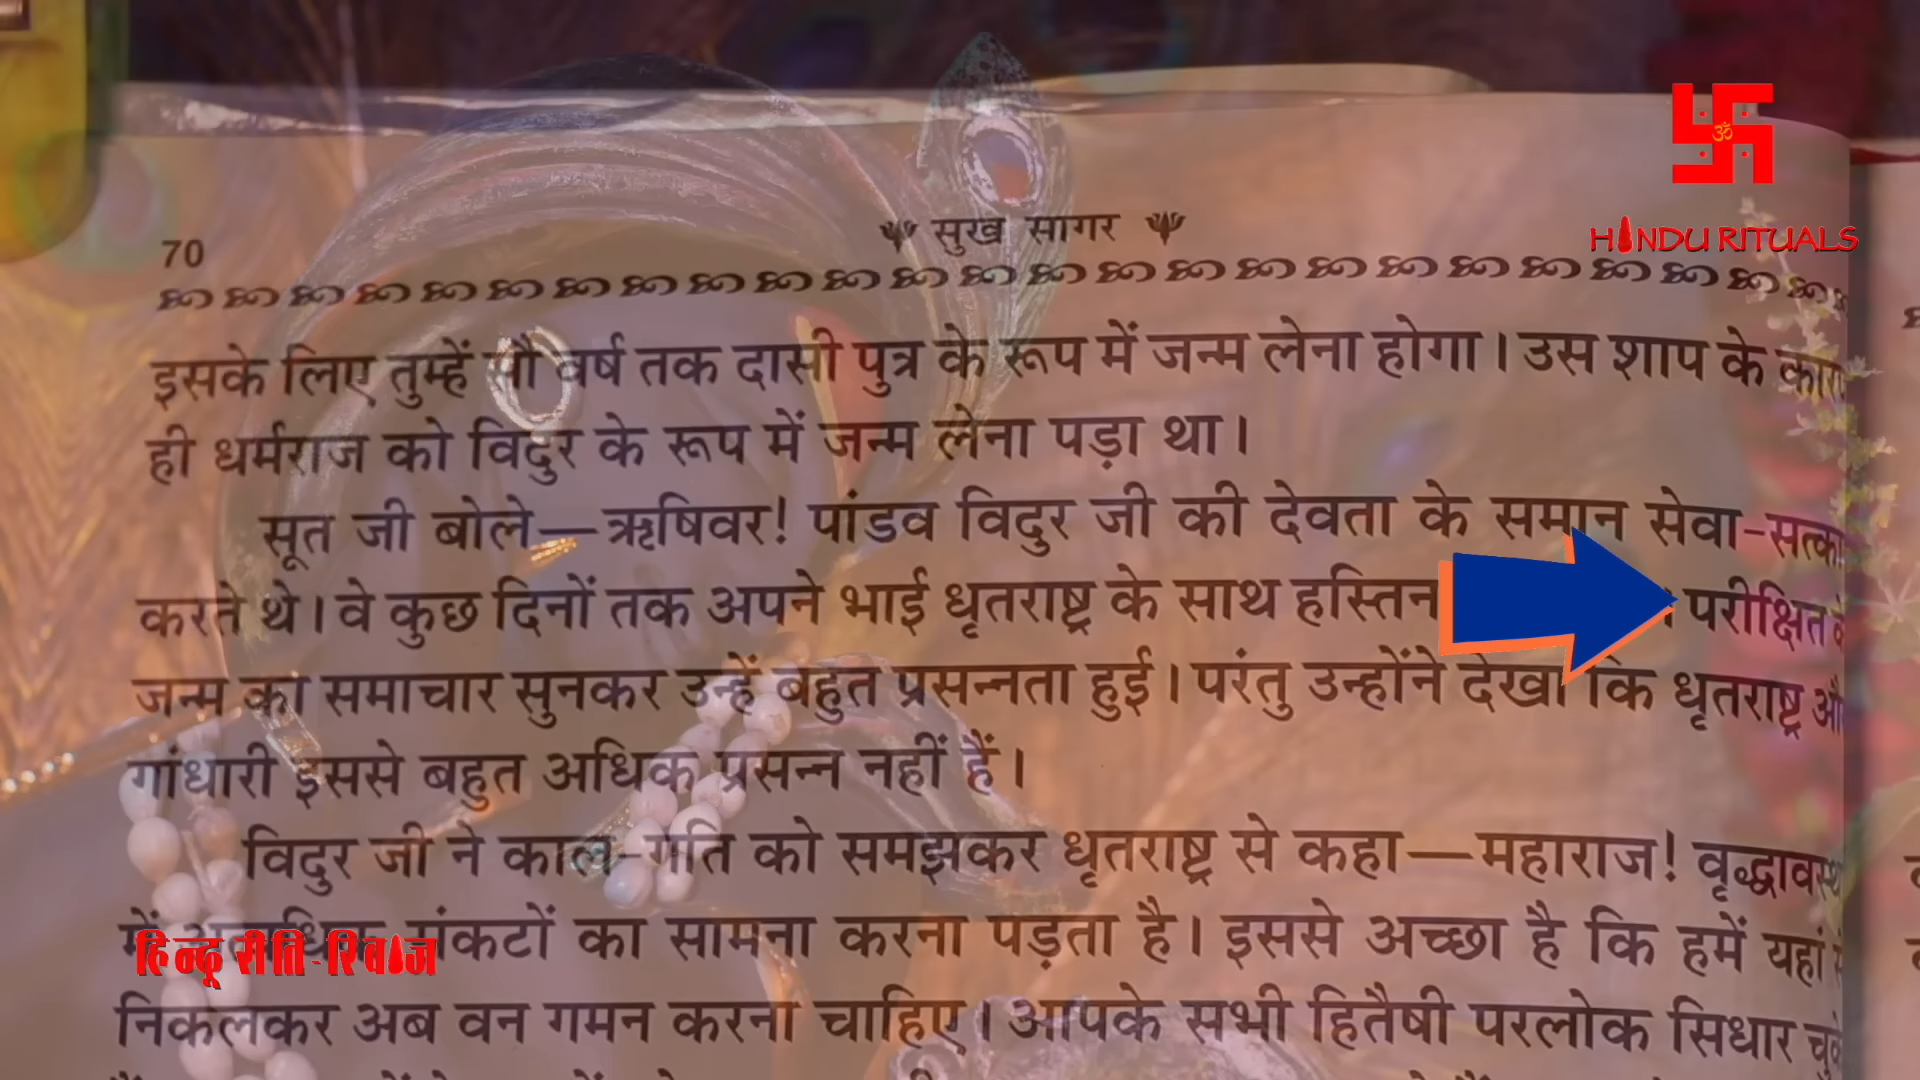 70
सुख सागर
ॐ
HINDU RITUALS
इसके लिए तुम्हें सौ वर्ष तक दासी पुत्र के रूप में जन्म लेना होगा। उस शाप के
ही धर्मराज को विदुर के रूप में जन्म लेना पड़ा था।
सूत जी बोले—ऋषिवर! पांडव विदुर जी की देवता के समान सेवा-
करते थे। वे कुछ दिनों तक अपने भाई धृतराष्ट्र के साथ परीक्षित
जन्म का समाचार सुनकर उन्हें बहुत प्रसन्नता हुई। परंतु उन्होंने देखा कि धृतराष्ट्र
गांधारी इससे बहुत अधिक प्रसन्न नहीं हैं।
विदुर जी ने काल-गति को समझकर धृतराष्ट्र से कहा—महाराज!
में संकटों का सामना करना पड़ता है। इससे अच्छा है कि हमें यहां
हिन्दू रीति-रिवाज
निकलकर अब वन गमन करना चाहिए। आपके सभी हितैषी परलोक सिधार